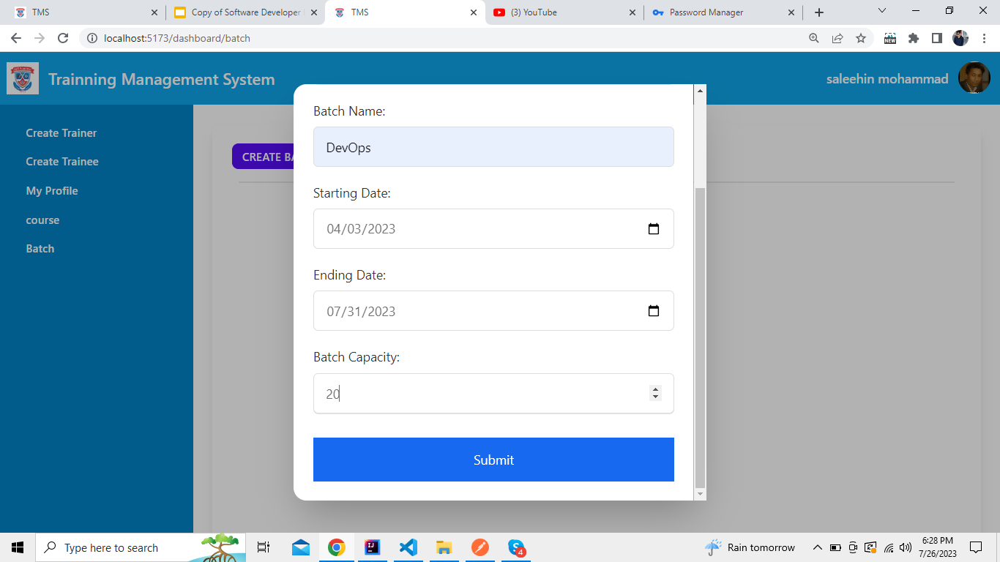 TMS
Copy of Software Developer
TMS
(3) YouTube
Password Manager
localhost:5173/dashboard/batch
NEW
Trainning Management System
saleehin mohammad
Create Trainer
Create Trainee
My Profile
course
Batch
CREATE BA
Batch Name:
DevOps
Starting Date:
04/03/2023
Ending Date:
07/31/2023
Batch Capacity:
20
Submit
Type here to search
4
Rain tomorrow
6:28 PM
7/26/2023